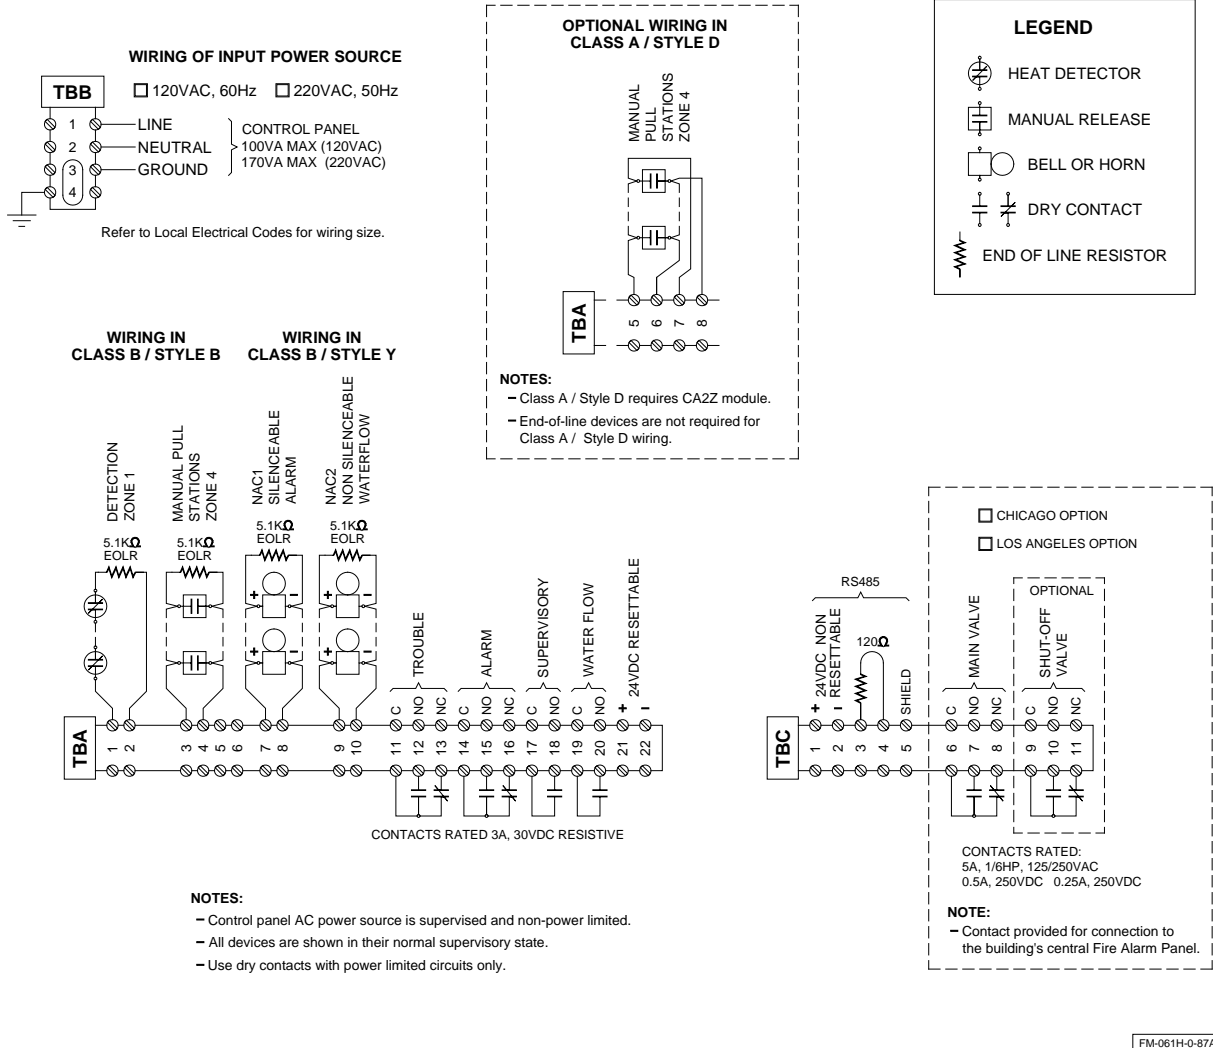 WIRING OF INPUT POWER SOURCE
TBB
120VAC, 60Hz
220VAC, 50Hz
1
LINE
2
NEUTRAL
3
GROUND
4
CONTROL PANEL
100VA MAX (120VAC)
170VA MAX (220VAC)
Refer to Local Electrical Codes for wiring size.
OPTIONAL WIRING IN
CLASS A / STYLE D
MANUAL
PULL
STATIONS
ZONE 4
TBA
5
6
7
8
NOTES:
– Class A / Style D requires CA2Z module.
– End-of-line devices are not required for
Class A / Style D wiring.
LEGEND
HEAT DETECTOR
MANUAL RELEASE
BELL OR HORN
DRY CONTACT
END OF LINE RESISTOR
WIRING IN
CLASS B / STYLE B
WIRING IN
CLASS B / STYLE Y
DETECTION
ZONE 1
5.1KΩ
EOLR
MANUAL PULL
STATIONS
ZONE 4
5.1KΩ
EOLR
NAC1
SILENCEABLE
ALARM
5.1KΩ
EOLR
+ –
+ –
NAC2
NON SILENCEABLE
WATERFLOW
5.1KΩ
EOLR
+ –
+ –
TROUBLE
C
NO
NC
ALARM
C
NO
NC
SUPERVISORY
C
NO
WATER FLOW
C
NO
24VDC RESETTABLE
+
–
TBA
1
2
3
4
5
6
7
8
9
10
11
12
13
14
15
16
17
18
19
20
21
22
CONTACTS RATED 3A, 30VDC RESISTIVE
NOTES:
– Control panel AC power source is supervised and non-power limited.
– All devices are shown in their normal supervisory state.
– Use dry contacts with power limited circuits only.
CHICAGO OPTION
LOS ANGELES OPTION
RS485
+
–
24VDC NON
RESETTABLE
120Ω
SHIELD
MAIN VALVE
C
NO
NC
OPTIONAL
SHUT-OFF
VALVE
C
NO
NC
TBC
1
2
3
4
5
6
7
8
9
10
11
CONTACTS RATED:
5A, 1/6HP, 125/250VAC
0.5A, 250VDC 0.25A, 250VDC
NOTE:
– Contact provided for connection to
the building's central Fire Alarm Panel.
FM-061H-0-87A